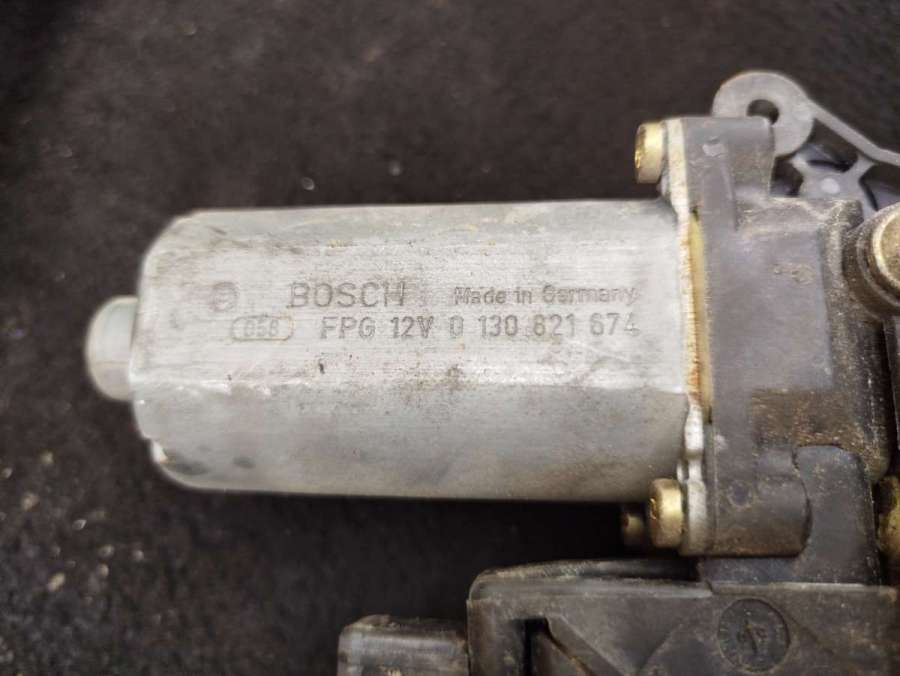 BOSCH Made in Germany
058 FPG 12V 0 130 821 674